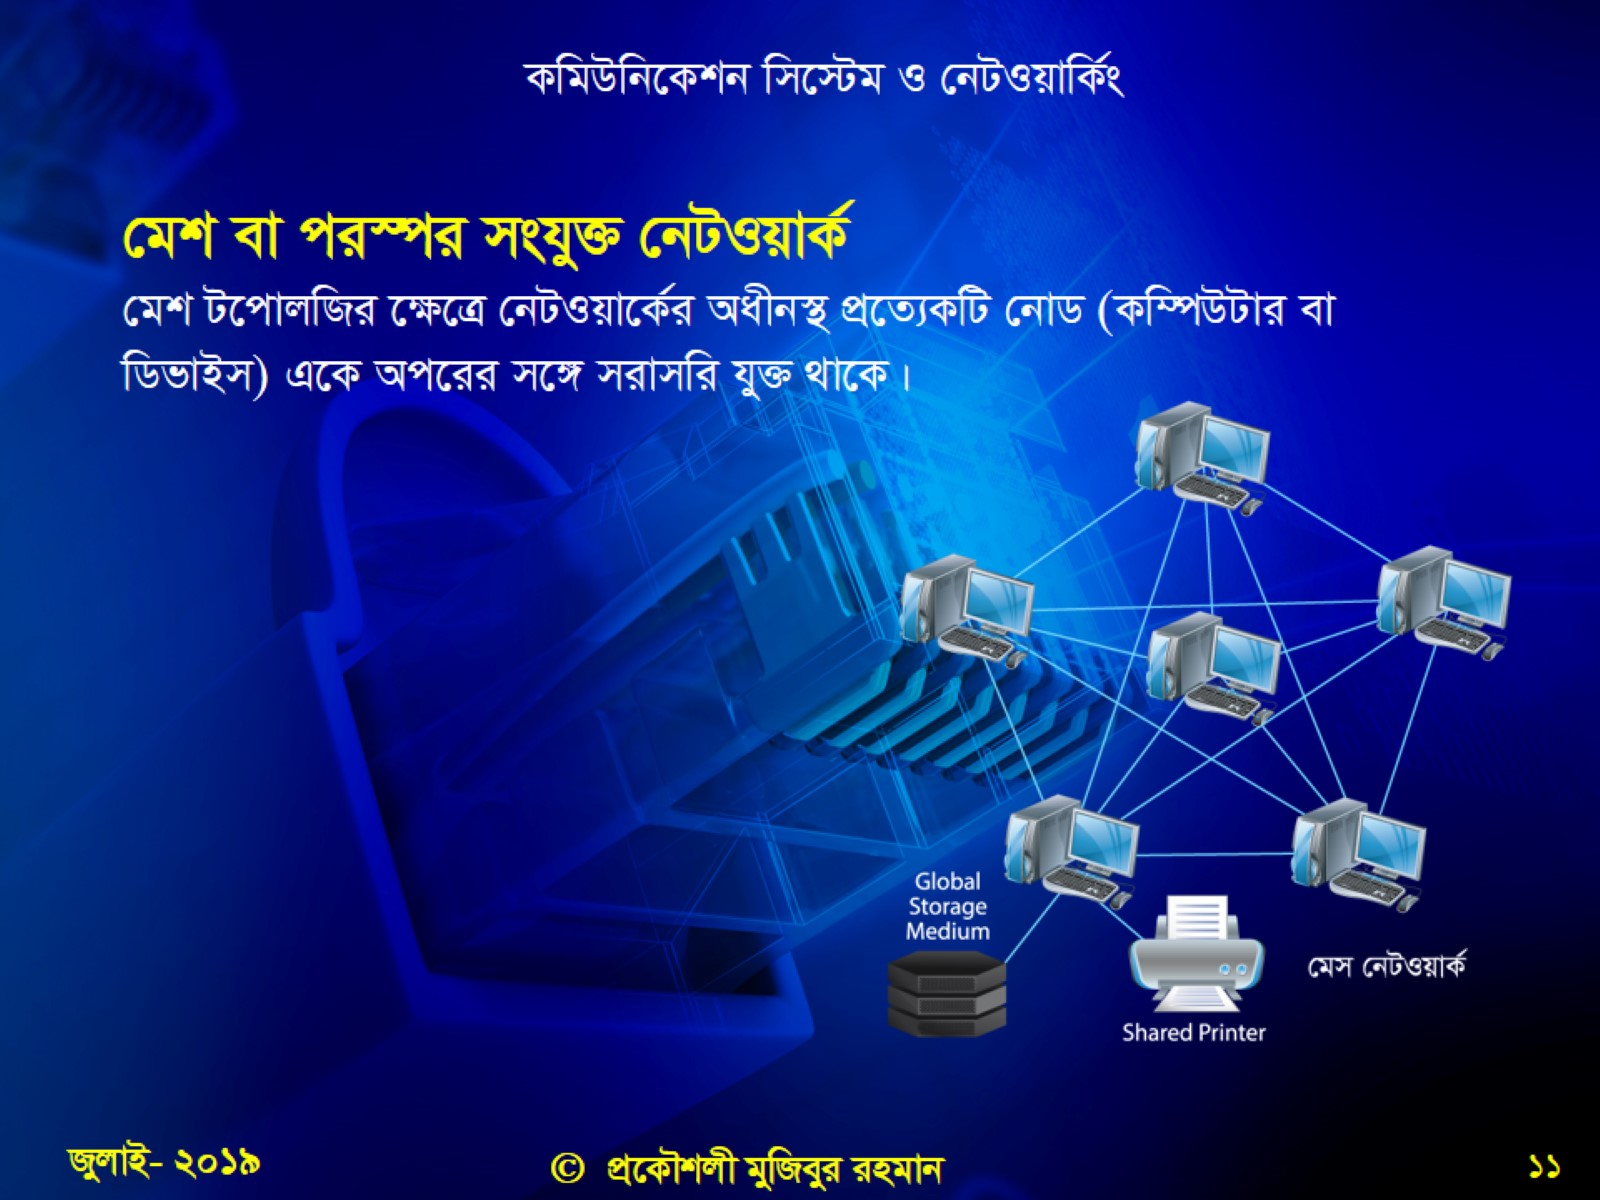 কমিউনিকেশন সিস্টেম ও নেটওয়ার্কিং
মেশ বা পরস্পর সংযুক্ত নেটওয়ার্ক
মেশ টপোলজির ক্ষেত্রে নেটওয়ার্কের অধীনস্থ প্রত্যেকটি নোড (কম্পিউটার বা
ডিভাইস) একে অপরের সঙ্গে সরাসরি যুক্ত থাকে।
Global
Storage
Medium
মেস নেটওয়ার্ক
Shared Printer
জুলাই- ২০১৯
© প্রকৌশলী মুজিবুর রহমান
১১